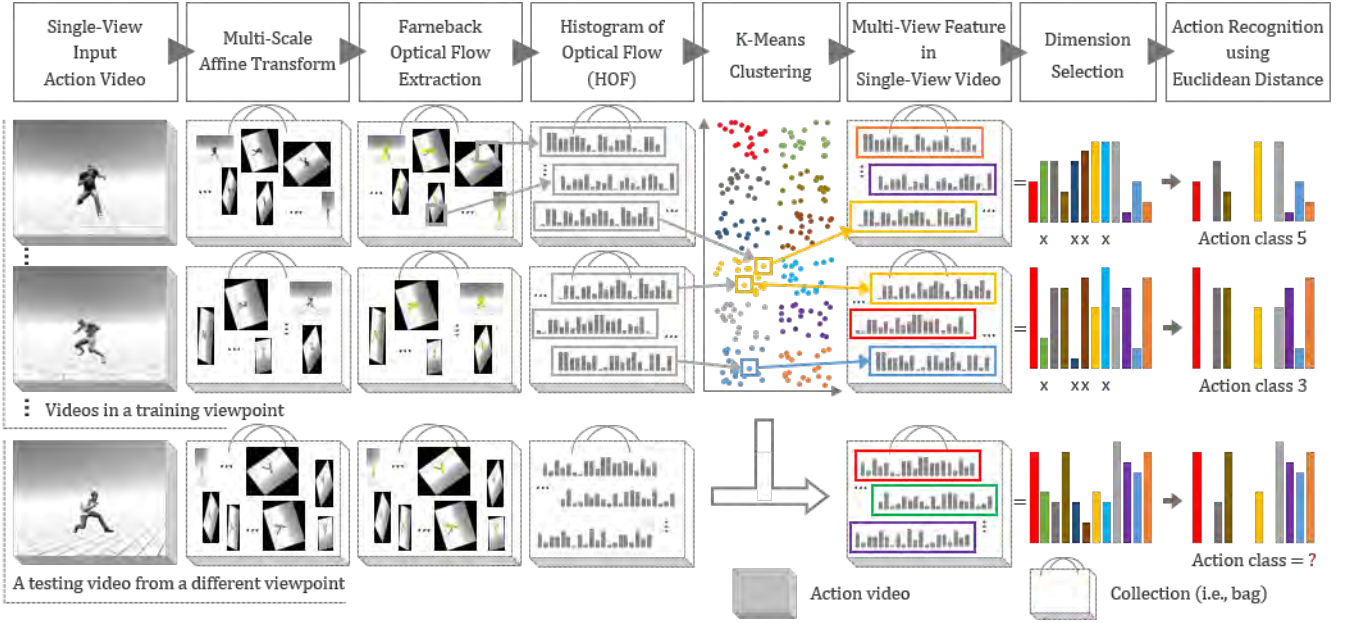 Single-View
Input
Action Video
Multi-Scale
Affine Transform
Farneback
Optical Flow
Extraction
Histogram of
Optical Flow
(HOF)
K-Means
Clustering
Multi-View Feature
in
Single-View Video
Dimension
Selection
Action Recognition
using
Euclidean Distance
...
...
...
...
...
...
=
x xx x
Action class 5
...
...
...
...
=
x xx x
Action class 3
Videos in a training viewpoint
...
...
...
...
...
...
=
A testing video from a different viewpoint
Action class = ?
Action video
Collection (i.e., bag)